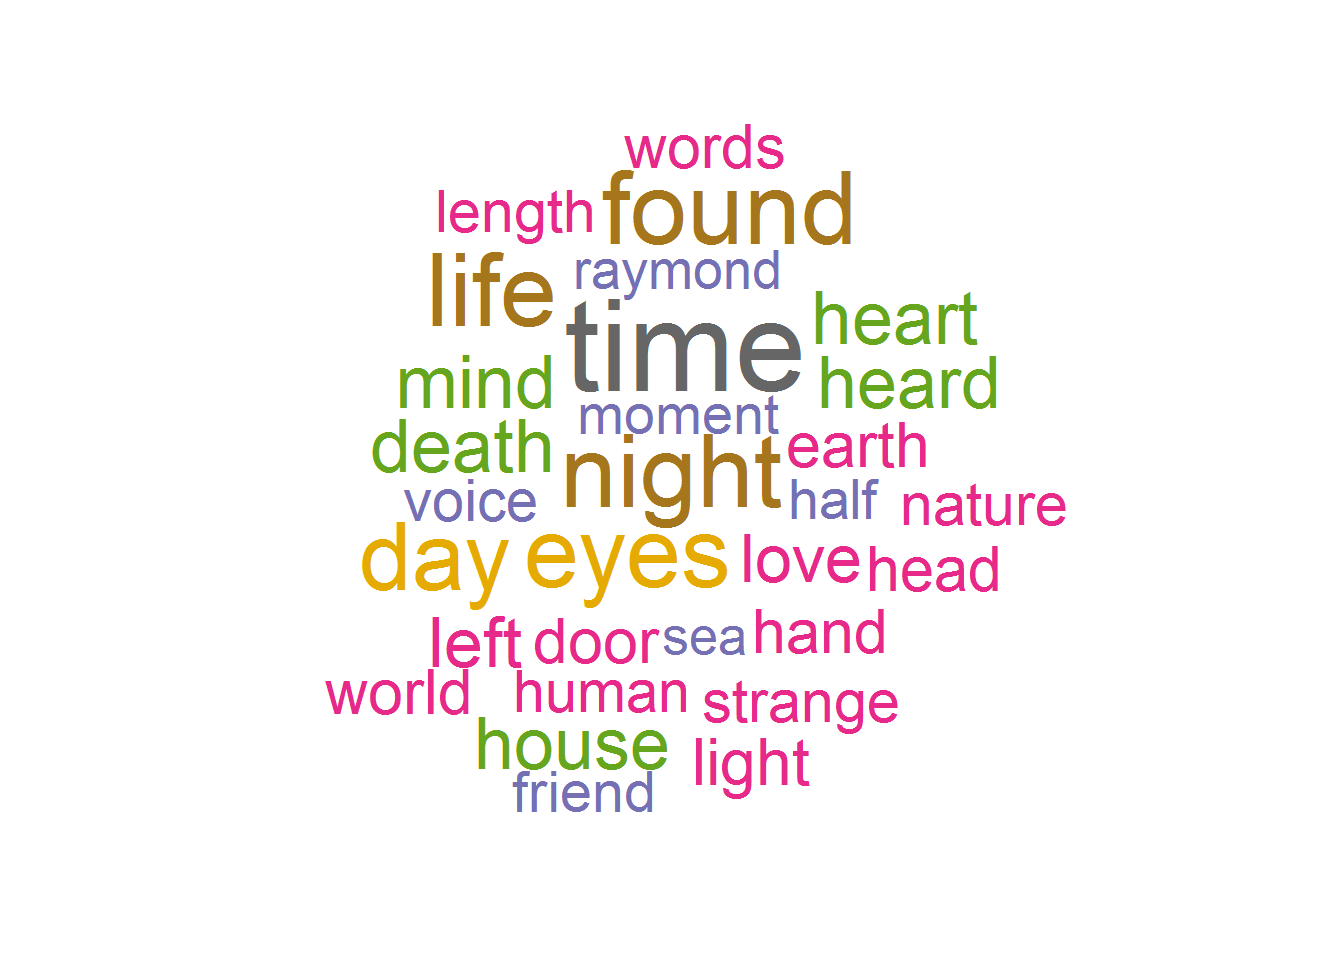 words
length found
raymond
life
time heart
mind heard
moment
death night earth
voice half nature
day eyes love head
left door sea hand
world human strange
house light
friend